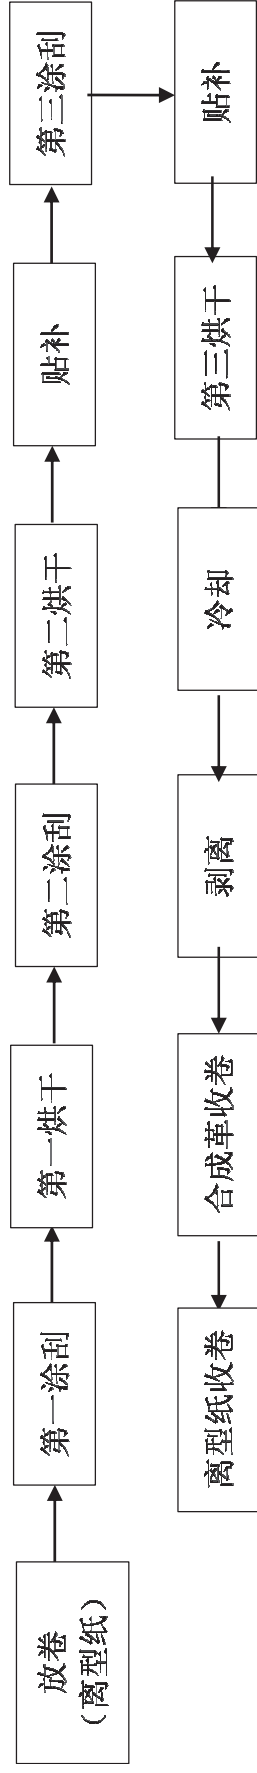 放卷
（离型纸）
第一涂刮
第一烘干
第二涂刮
第二烘干
贴补
第三涂刮
贴补
第三烘干
冷却
剥离
合成革收卷
离型纸收卷